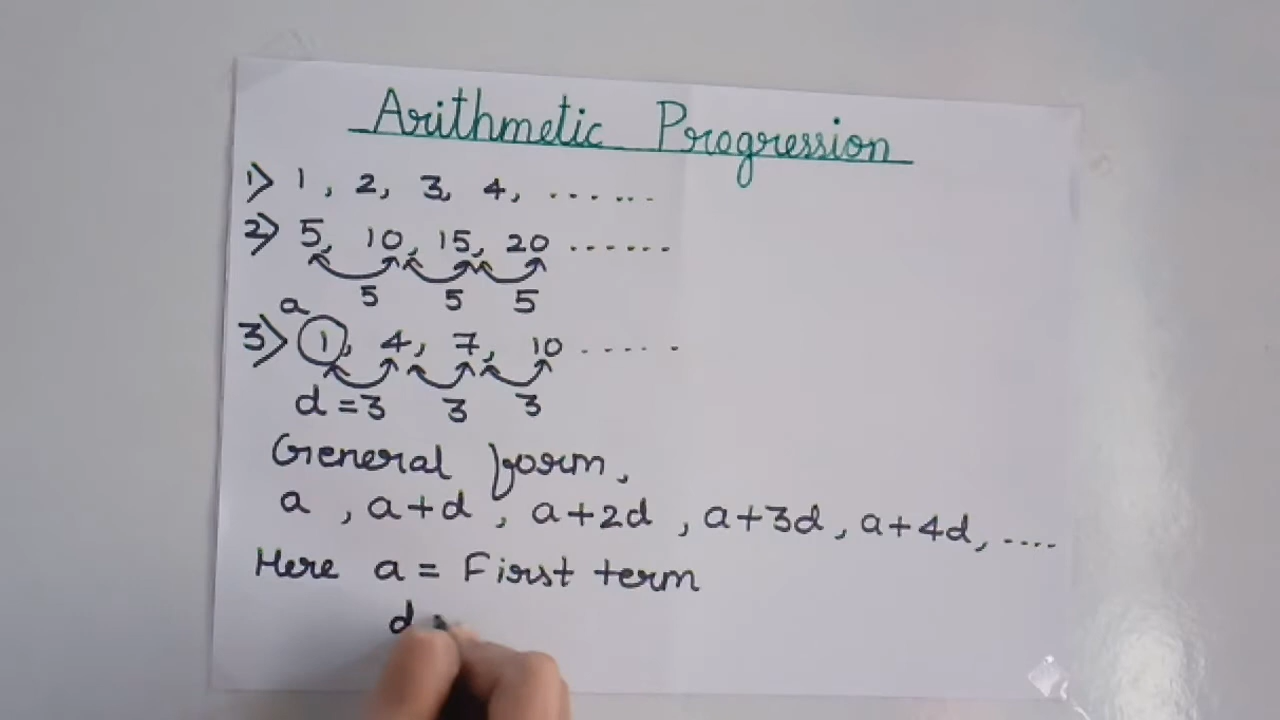 Arithmetic Progression
1> 1, 2, 3, 4, .......
2> 5, 10, 15, 20 ......
5 5 5
a
3> 1, 4, 7, 10 .....
d = 3 3 3
General form,
a, a+d, a+2d, a+3d, a+4d, ....
Here a = First term
d